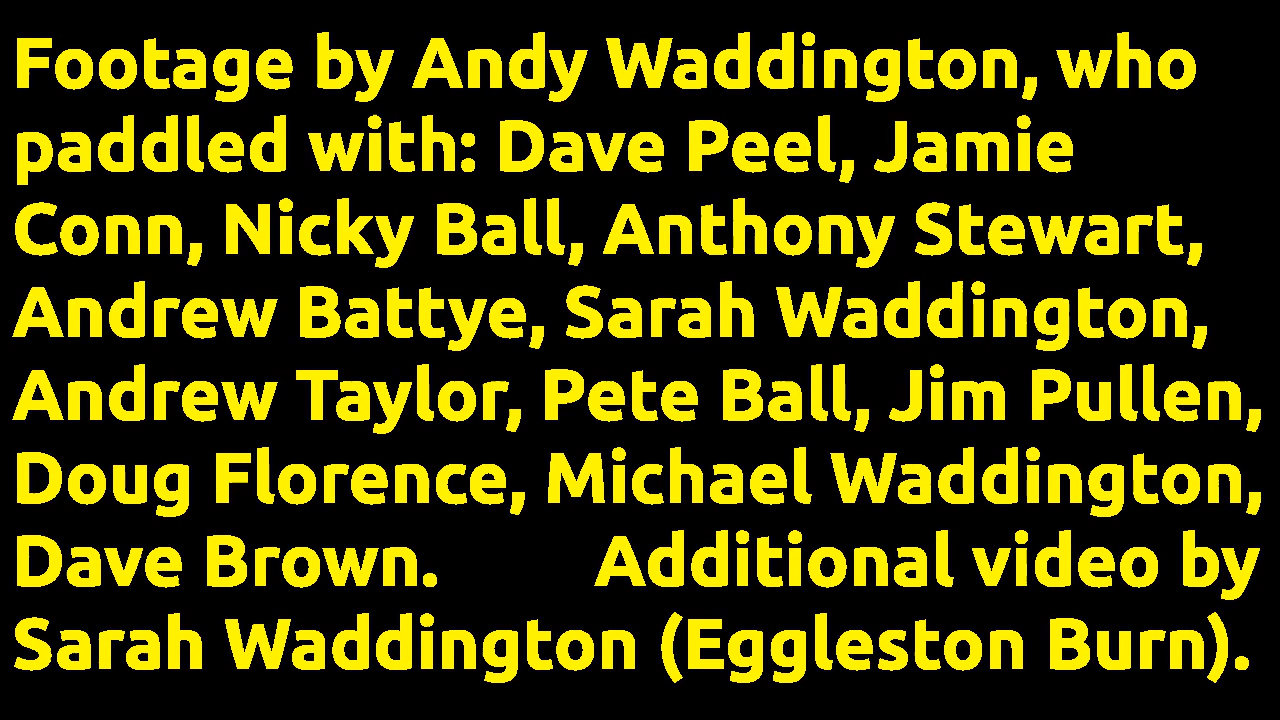 Footage by Andy Waddington, who
paddled with: Dave Peel, Jamie
Conn, Nicky Ball, Anthony Stewart,
Andrew Battye, Sarah Waddington,
Andrew Taylor, Pete Ball, Jim Pullen,
Doug Florence, Michael Waddington,
Dave Brown. Additional video by
Sarah Waddington (Eggleston Burn).